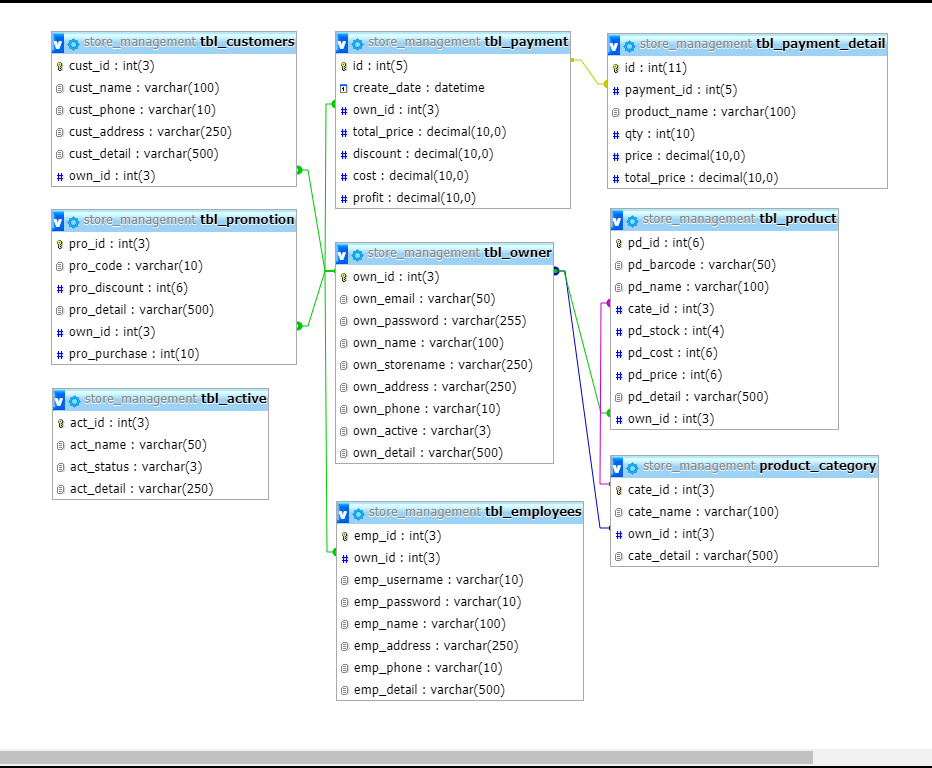 store_management tbl_customers
cust_id : int(3)
cust_name : varchar(100)
cust_phone : varchar(10)
cust_address : varchar(250)
cust_detail : varchar(500)
own_id : int(3)
store_management tbl_promotion
pro_id : int(3)
pro_code : varchar(10)
pro_discount : int(6)
pro_detail : varchar(500)
own_id : int(3)
pro_purchase : int(10)
store_management tbl_active
act_id : int(3)
act_name : varchar(50)
act_status : varchar(3)
act_detail : varchar(250)
store_management tbl_payment
id : int(5)
create_date : datetime
own_id : int(3)
total_price : decimal(10,0)
discount : decimal(10,0)
cost : decimal(10,0)
profit : decimal(10,0)
store_management tbl_owner
own_id : int(3)
own_email : varchar(50)
own_password : varchar(255)
own_name : varchar(100)
own_storename : varchar(250)
own_address : varchar(250)
own_phone : varchar(10)
own_active : varchar(3)
own_detail : varchar(500)
store_management tbl_employees
emp_id : int(3)
own_id : int(3)
emp_username : varchar(10)
emp_password : varchar(10)
emp_name : varchar(100)
emp_address : varchar(250)
emp_phone : varchar(10)
emp_detail : varchar(500)
store_management tbl_payment_detail
id : int(11)
payment_id : int(5)
product_name : varchar(100)
qty : int(10)
price : decimal(10,0)
total_price : decimal(10,0)
store_management tbl_product
pd_id : int(6)
pd_barcode : varchar(50)
pd_name : varchar(100)
cate_id : int(3)
pd_stock : int(4)
pd_cost : int(6)
pd_price : int(6)
pd_detail : varchar(500)
own_id : int(3)
store_management product_category
cate_id : int(3)
cate_name : varchar(100)
own_id : int(3)
cate_detail : varchar(500)